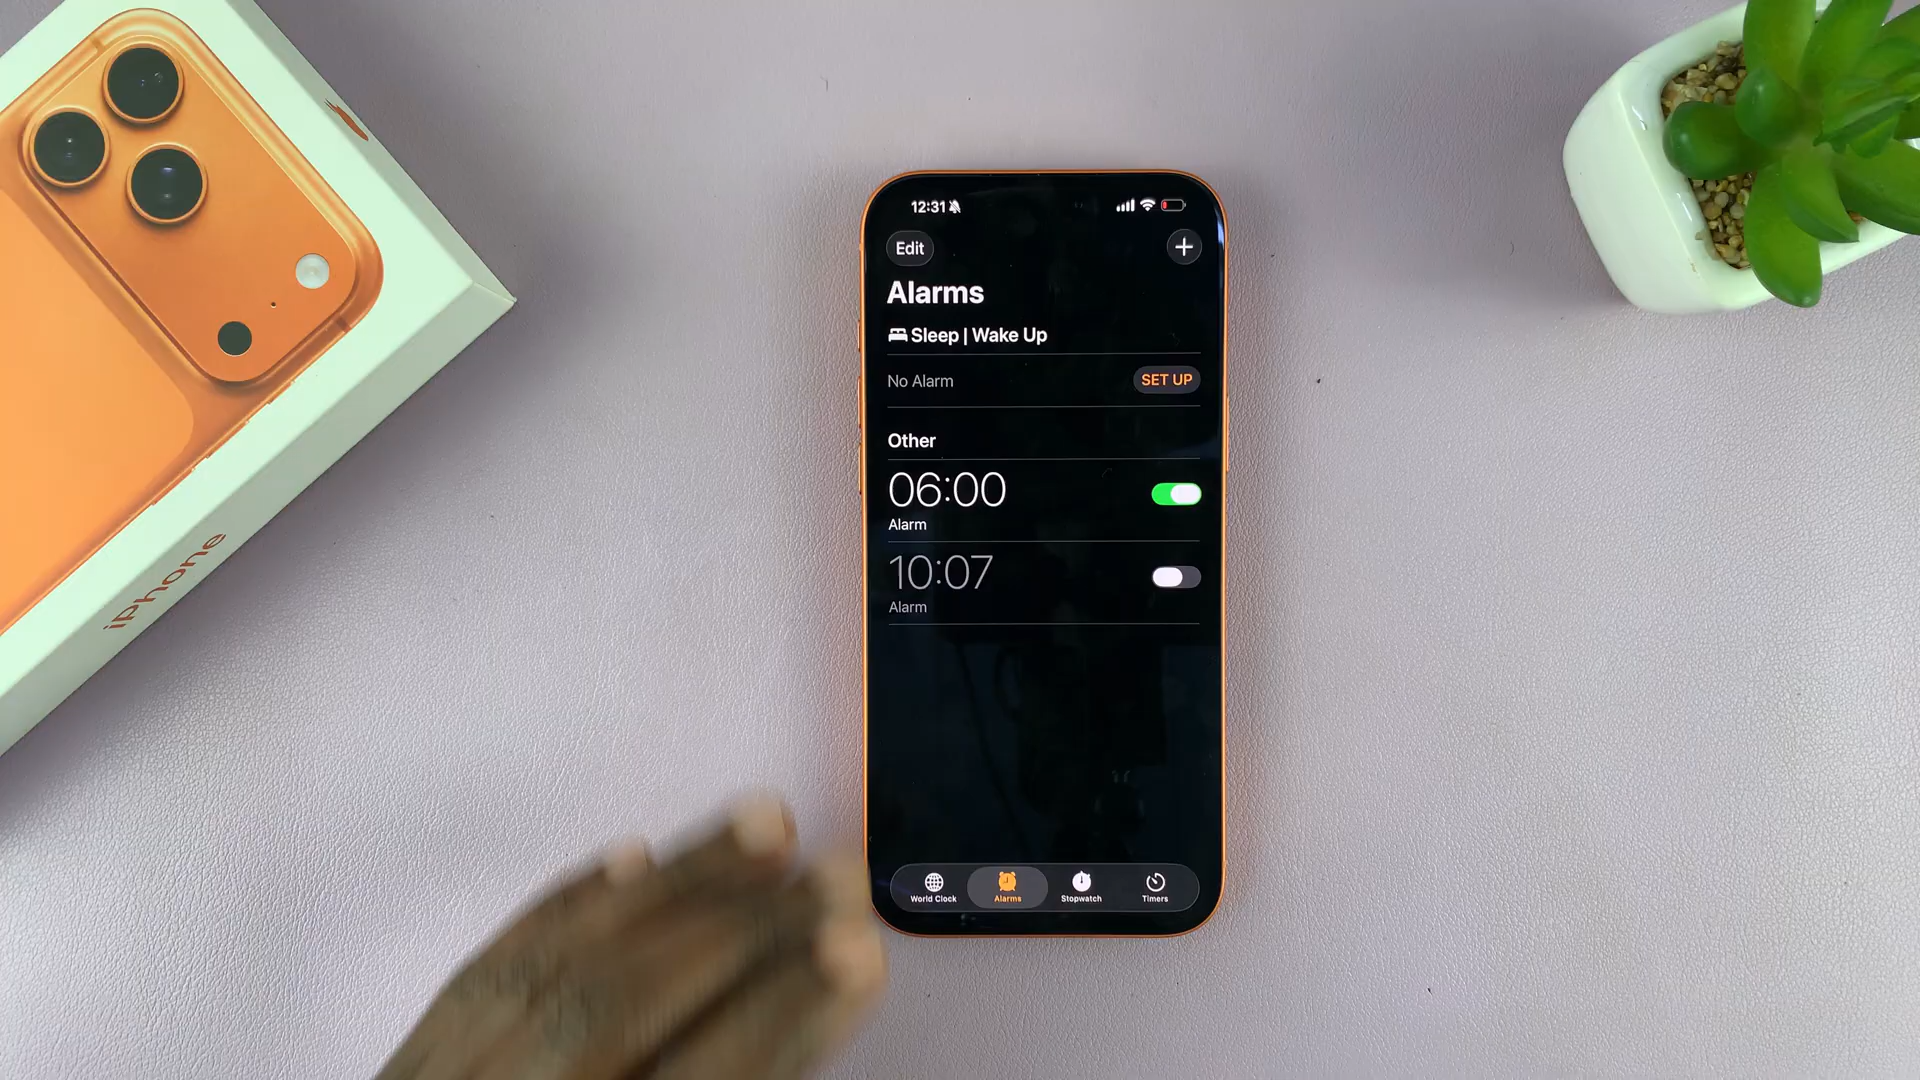 12:31
Edit
Alarms
Sleep | Wake Up
No Alarm
SET UP
Other
06:00
Alarm
10:07
Alarm
World Clock
Alarms
Stopwatch
Timers
iPhone